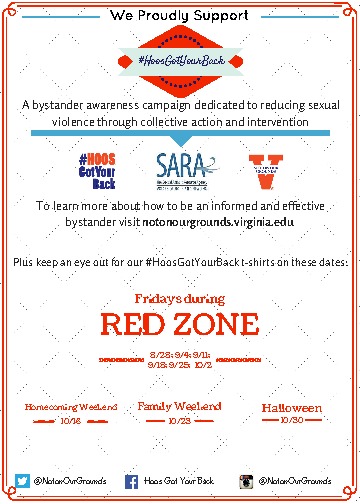 We Proudly Support
#HoosGotYourBack
A bystander awareness campaign dedicated to reducing sexual
violence through collective action and intervention
#HOOS
Got Your
Back
SARA
To learn more about how to be an informed and effective
bystander visit notonourgrounds.virginia.edu
Plus keep an eye out for our #HoosGotYourBack t-shirts on these dates:
Fridays during
RED ZONE
8/28; 9/4; 9/11;
9/18; 9/25; 10/2
Homecoming Weekend
10/16
Family Weekend
10/23
Halloween
10/30
@NotonOurGrounds
Hoos Got Your Back
@NotonOurGrounds